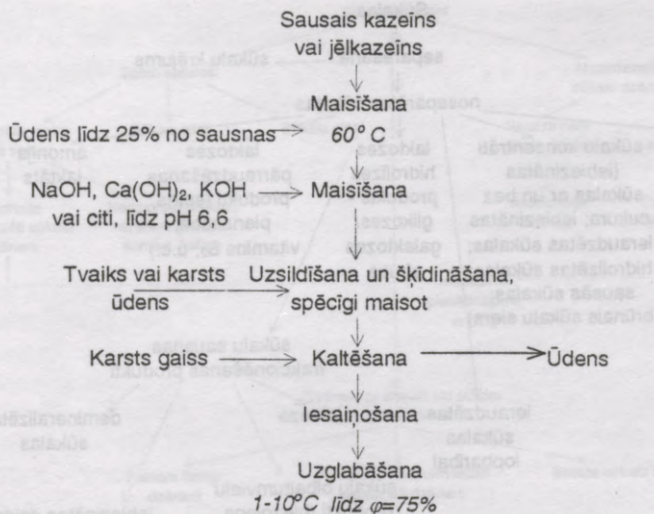 Sausais kazeīns
vai jēlkazeīns
Maisīšana
Ūdens līdz 25% no sausnas
60° C
NaOH, Ca(OH)₂, KOH
vai citi, līdz pH 6,6
Maisīšana
Tvaiks vai karsts
ūdens
Uzsildīšana un šķīdināšana,
spēcīgi maisot
Karsts gaiss
Kaltēšana
Ūdens
Iesaiņošana
Uzglabāšana
1-10°C līdz φ=75%